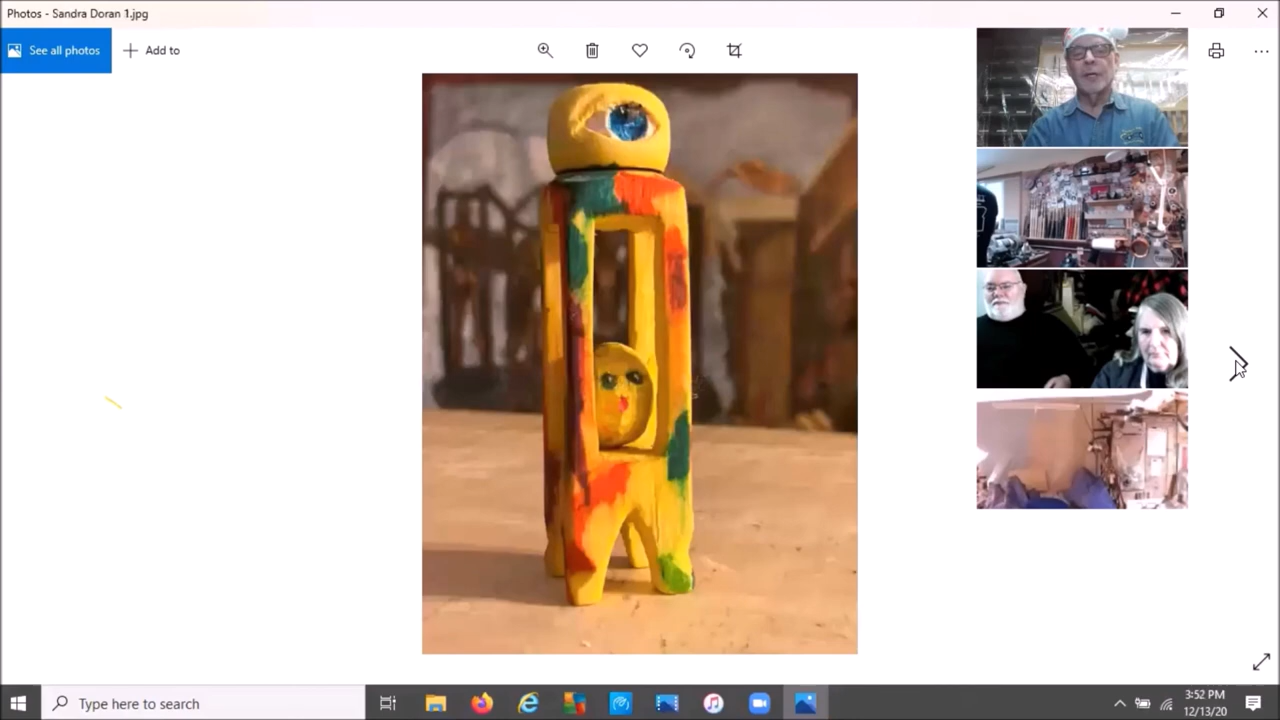 Photos - Sandra Doran 1.jpg
See all photos
Add to
Type here to search
3:52 PM
12/13/20